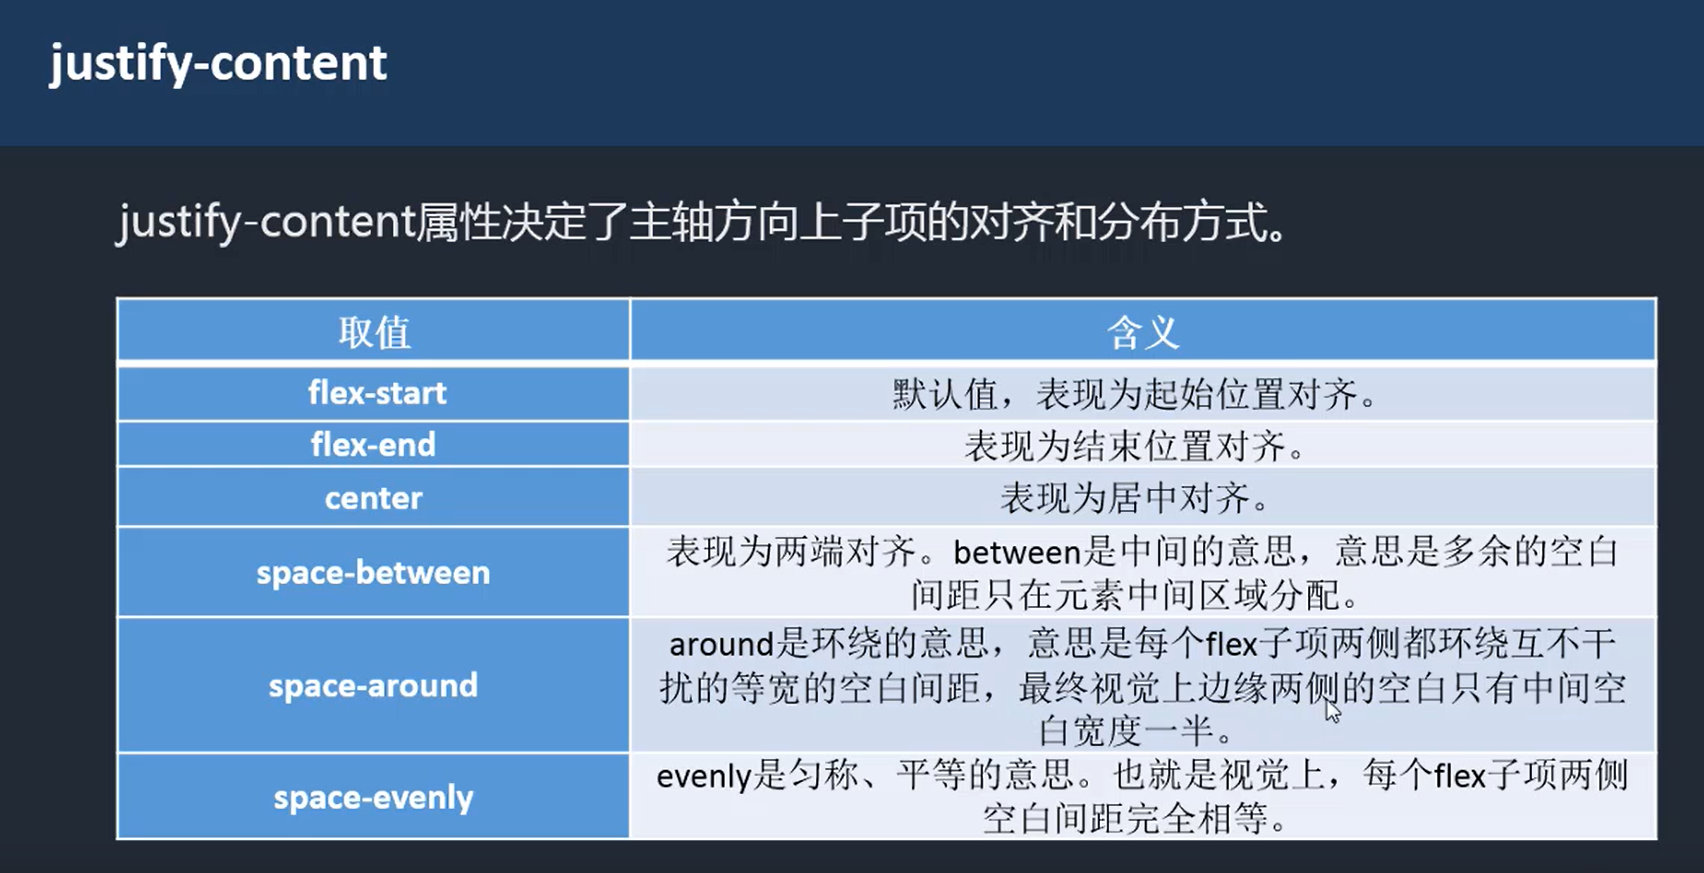 justify-content
justify-content属性决定了主轴方向上子项的对齐和分布方式。
取值
含义
flex-start
默认值，表现为起始位置对齐。
flex-end
表现为结束位置对齐。
center
表现为居中对齐。
space-between
表现为两端对齐。between是中间的意思，意思是多余的空白
间距只在元素中间区域分配。
space-around
around是环绕的意思，意思是每个flex子项两侧都环绕互不干
扰的等宽的空白间距，最终视觉上边缘两侧的空白只有中间空
白宽度一半。
space-evenly
evenly是匀称、平等的意思。也就是视觉上，每个flex子项两侧
空白间距完全相等。